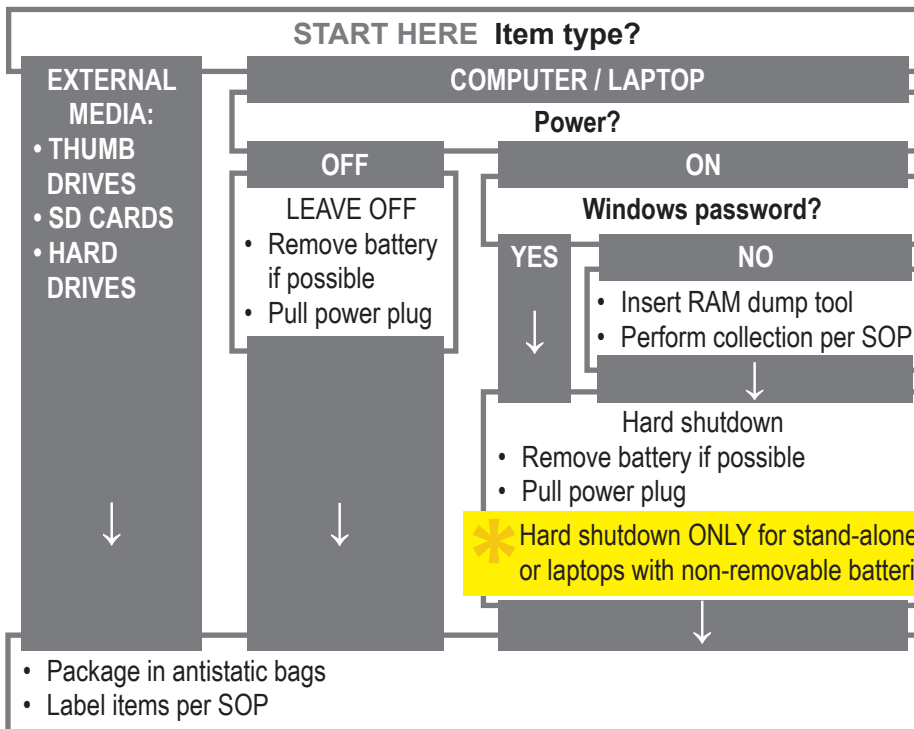 START HERE Item type?
EXTERNAL
MEDIA:
• THUMB
DRIVES
• SD CARDS
• HARD
DRIVES
COMPUTER / LAPTOP
Power?
OFF
LEAVE OFF
• Remove battery
if possible
• Pull power plug
ON
Windows password?
YES
NO
• Insert RAM dump tool
• Perform collection per SOP
Hard shutdown
• Remove battery if possible
• Pull power plug
* Hard shutdown ONLY for stand-alone
or laptops with non-removable batteri
• Package in antistatic bags
• Label items per SOP